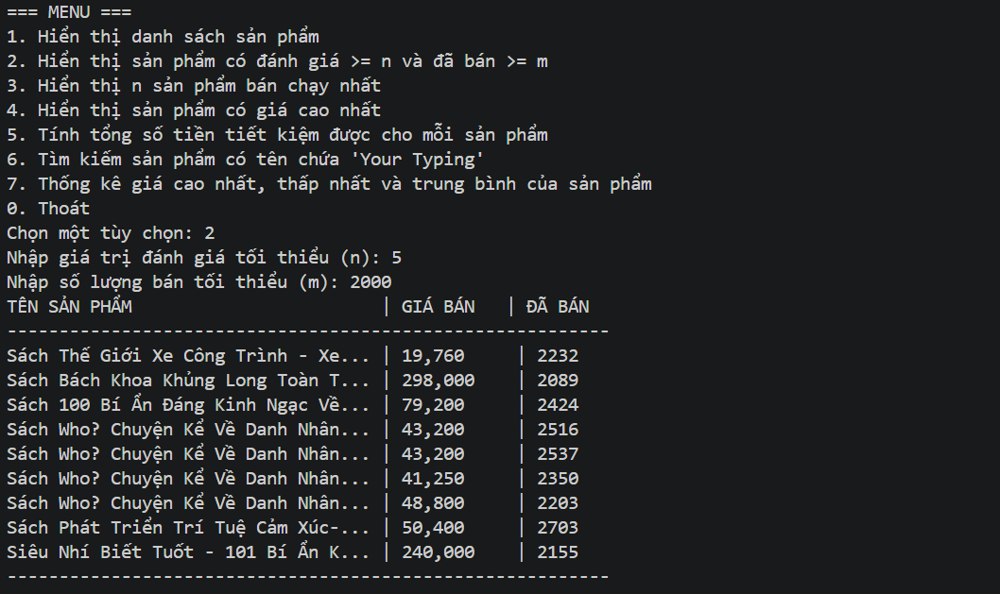 === MENU ===
1. Hiển thị danh sách sản phẩm
2. Hiển thị sản phẩm có đánh giá >= n và đã bán >= m
3. Hiển thị n sản phẩm bán chạy nhất
4. Hiển thị sản phẩm có giá cao nhất
5. Tính tổng số tiền tiết kiệm được cho mỗi sản phẩm
6. Tìm kiếm sản phẩm có tên chứa 'Your Typing'
7. Thống kê giá cao nhất, thấp nhất và trung bình của sản phẩm
0. Thoát
Chọn một tùy chọn: 2
Nhập giá trị đánh giá tối thiểu (n): 5
Nhập số lượng bán tối thiểu (m): 2000
TÊN SẢN PHẨM | GIÁ BÁN | ĐÃ BÁN
----------------------------------------------------------
Sách Thế Giới Xe Công Trình - Xe... | 19,760 | 2232
Sách Bách Khoa Khủng Long Toàn T... | 298,000 | 2089
Sách 100 Bí Ẩn Đáng Kinh Ngạc Về... | 79,200 | 2424
Sách Who? Chuyện Kể Về Danh Nhân... | 43,200 | 2516
Sách Who? Chuyện Kể Về Danh Nhân... | 43,200 | 2537
Sách Who? Chuyện Kể Về Danh Nhân... | 41,250 | 2350
Sách Who? Chuyện Kể Về Danh Nhân... | 48,800 | 2203
Sách Phát Triển Trí Tuệ Cảm Xúc-... | 50,400 | 2703
Siêu Nhí Biết Tuốt - 101 Bí Ẩn K... | 240,000 | 2155
----------------------------------------------------------